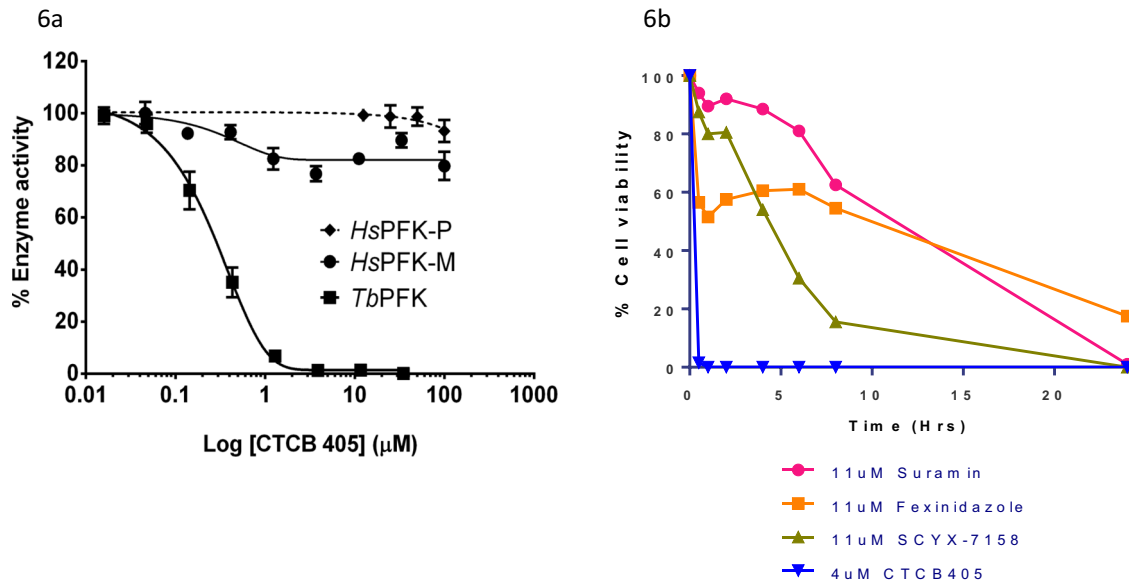 6a
120
100
80
60
40
20
0
% Enzyme activity
HsPFK-P
HsPFK-M
TbPFK
0.01 0.1 1 10 100 1000
Log [CTCB 405] (μM)
6b
100
80
60
40
20
0
% Cell viability
0 5 10 15 20
Time (Hrs)
11uM Suramin
11uM Fexinidazole
11uM SCYX-7158
4uM CTCB405